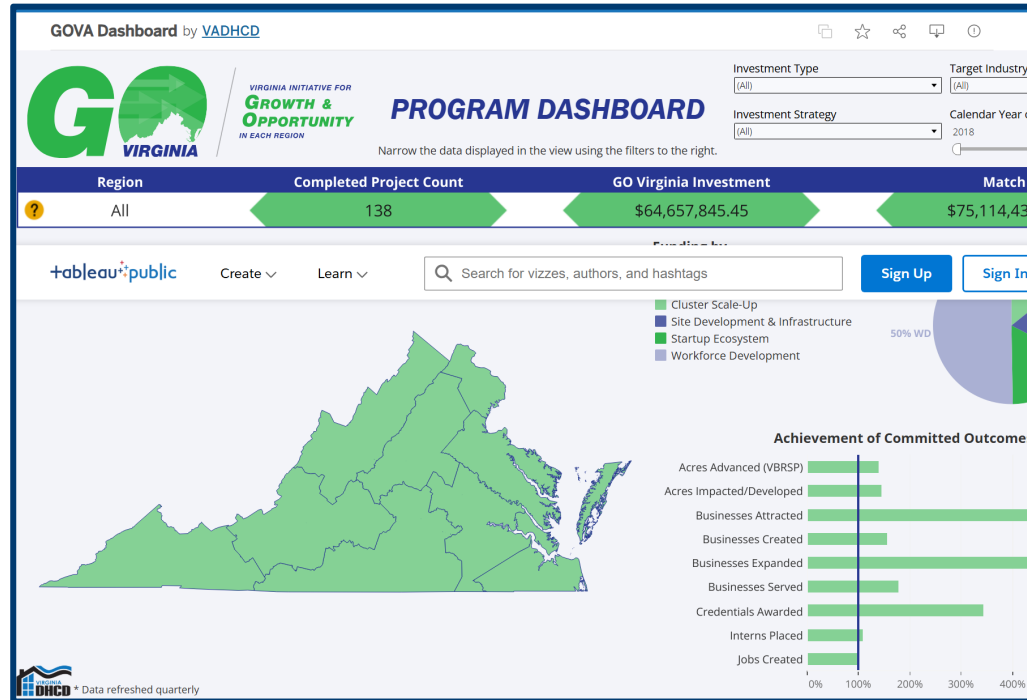 GOVA Dashboard by VADHCD
GO
VIRGINIA
VIRGINIA INITIATIVE FOR
GROWTH &
OPPORTUNITY
IN EACH REGION
PROGRAM DASHBOARD
Narrow the data displayed in the view using the filters to the right.
Investment Type
(All)
Target Industry
(All)
Investment Strategy
(All)
Calendar Year
2018
Region
Completed Project Count
GO Virginia Investment
Match
?
All
138
$64,657,845.45
$75,114,43
tableau public
Create
Learn
Search for vizzes, authors, and hashtags
Sign Up
Sign In
Cluster Scale-Up
Site Development & Infrastructure
Startup Ecosystem
Workforce Development
50% WD
Achievement of Committed Outcome
Acres Advanced (VBRSP)
Acres Impacted/Developed
Businesses Attracted
Businesses Created
Businesses Expanded
Businesses Served
Credentials Awarded
Interns Placed
Jobs Created
0% 100% 200% 300% 400%
VIRGINIA
DHCD
* Data refreshed quarterly